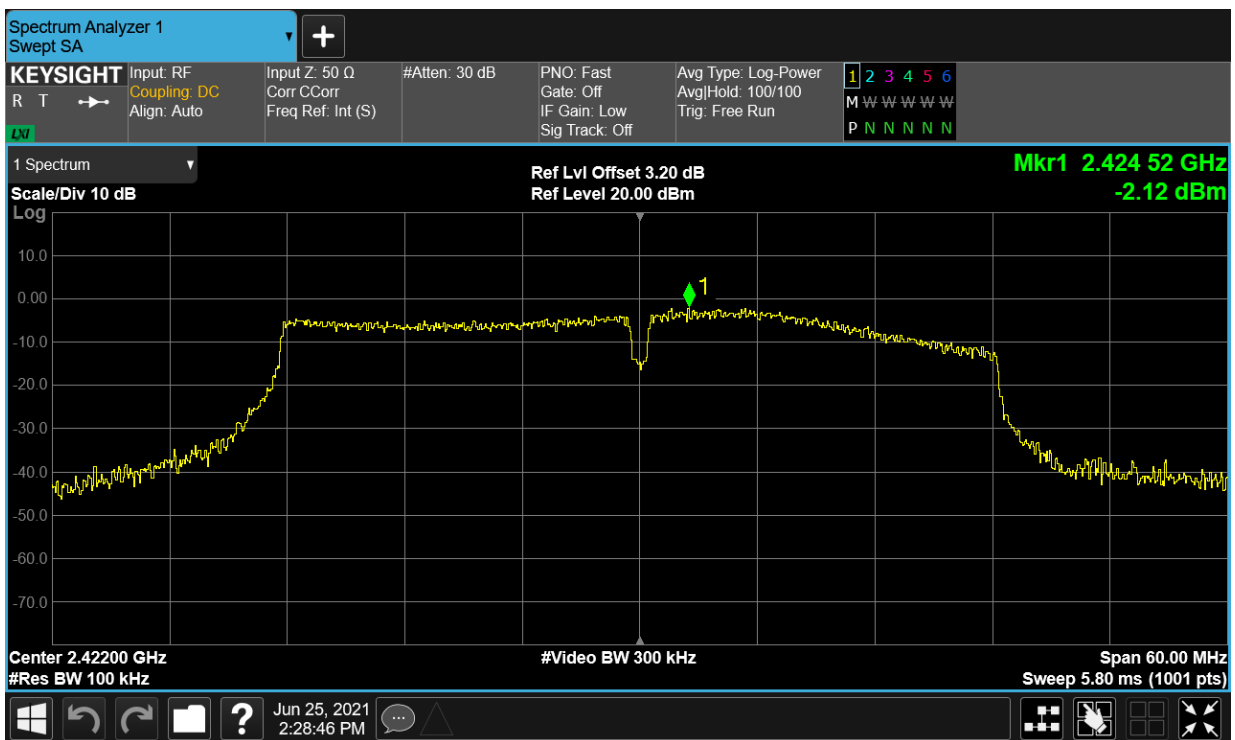 Spectrum Analyzer 1
Swept SA
KEYSIGHT
R T
LXI
Input: RF
Coupling: DC
Align: Auto
Input Z: 50 Ω
Corr CCorr
Freq Ref: Int (S)
#Atten: 30 dB
PNO: Fast
Gate: Off
IF Gain: Low
Sig Track: Off
Avg Type: Log-Power
Avg|Hold: 100/100
Trig: Free Run
1 2 3 4 5 6
M W W W W W
P N N N N N
1 Spectrum
Scale/Div 10 dB
Log
Ref Lvl Offset 3.20 dB
Ref Level 20.00 dBm
Mkr1 2.424 52 GHz
-2.12 dBm
10.0
0.00
1
-10.0
-20.0
-30.0
-40.0
-50.0
-60.0
-70.0
Center 2.42200 GHz
#Video BW 300 kHz
Span 60.00 MHz
#Res BW 100 kHz
Sweep 5.80 ms (1001 pts)
?
Jun 25, 2021
2:28:46 PM